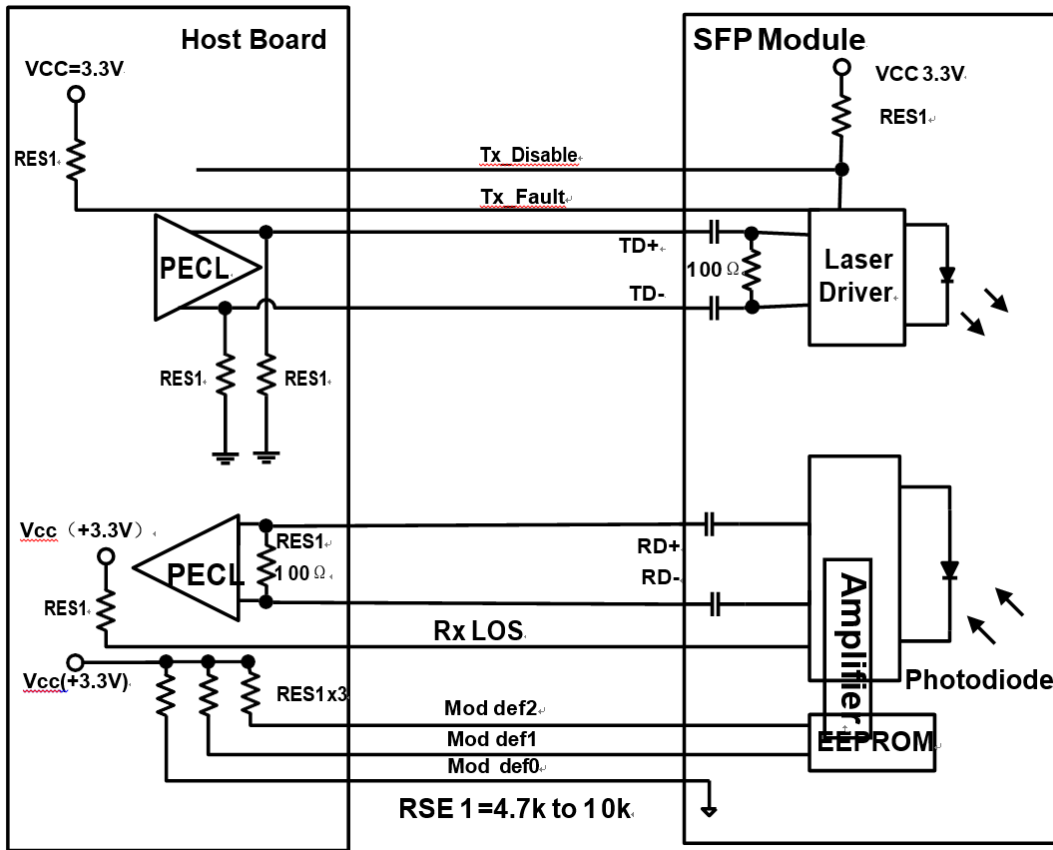 Host Board
SFP Module
VCC=3.3V
VCC 3.3V
RES1
RES1
Tx_Disable
Tx_Fault
PECL
TD+
100Ω
TD-
Laser
Driver
RES1
RES1
Vcc（+3.3V）
RES1
100Ω
PECL
RD+
RD-
RES1
Amplifier
Rx LOS
Vcc(+3.3V)
RES1x3
Photodiode
Mod def2
Mod def1
EEPROM
Mod def0
RSE 1=4.7k to 10k